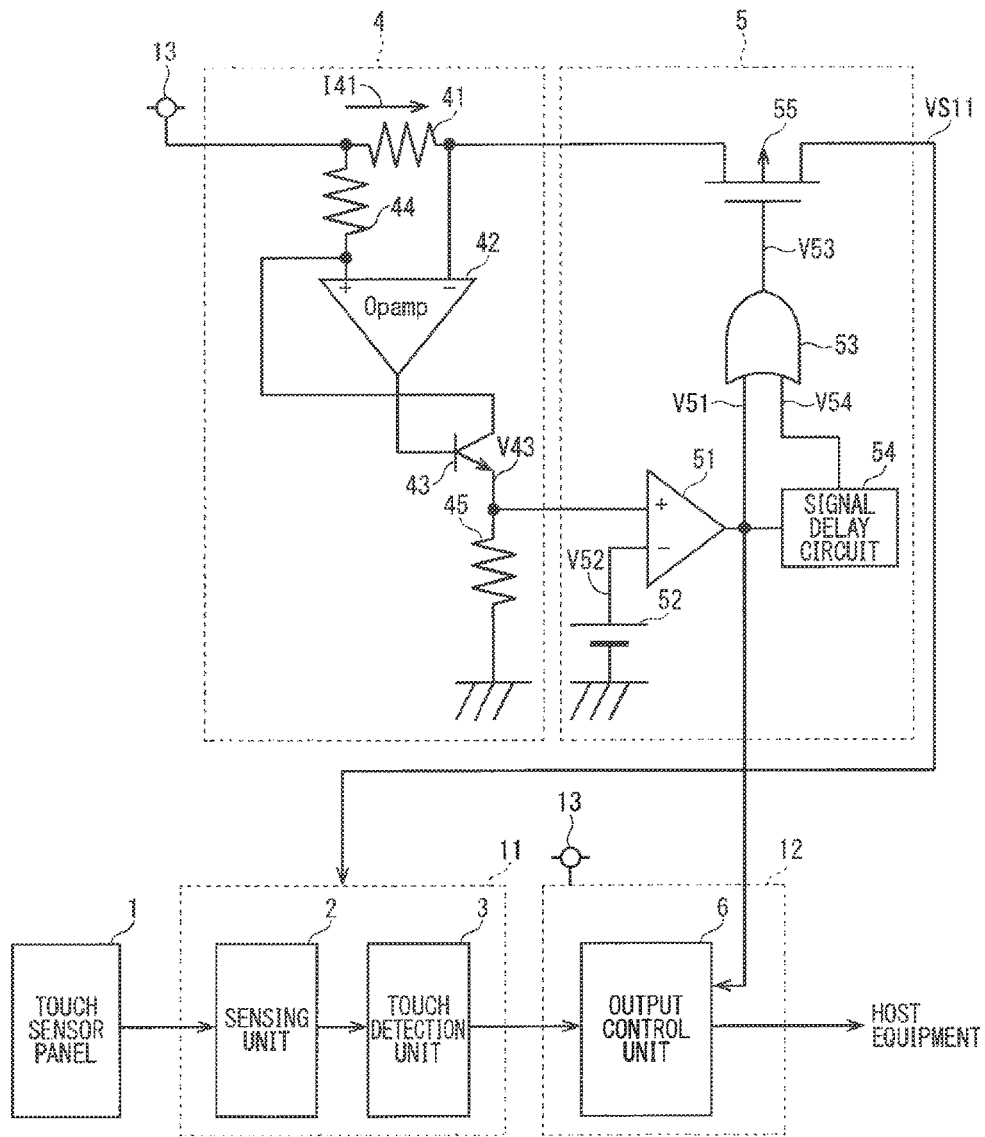 4
5
13
I41
41
55
VS11
44
42
V53
+
−
Opamp
53
V51
V54
V43
43
51
54
45
+
SIGNAL
DELAY
CIRCUIT
−
V52
52
13
11
12
1
2
3
6
TOUCH
SENSOR
PANEL
SENSING
UNIT
TOUCH
DETECTION
UNIT
OUTPUT
CONTROL
UNIT
HOST
EQUIPMENT